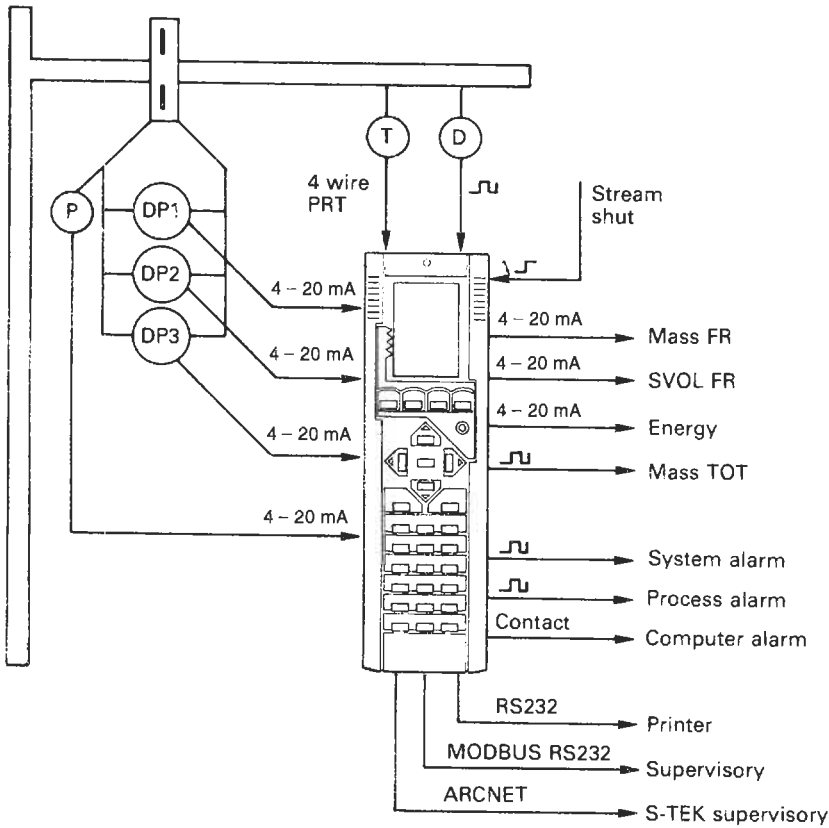 T
D
4 wire
PRT
Stream
shut
P
DP1
DP2
DP3
4 – 20 mA
4 – 20 mA
4 – 20 mA
4 – 20 mA
4 – 20 mA
Mass FR
4 – 20 mA
SVOL FR
4 – 20 mA
Energy
Mass TOT
System alarm
Process alarm
Contact
Computer alarm
RS232
Printer
MODBUS RS232
Supervisory
ARCNET
S-TEK supervisory